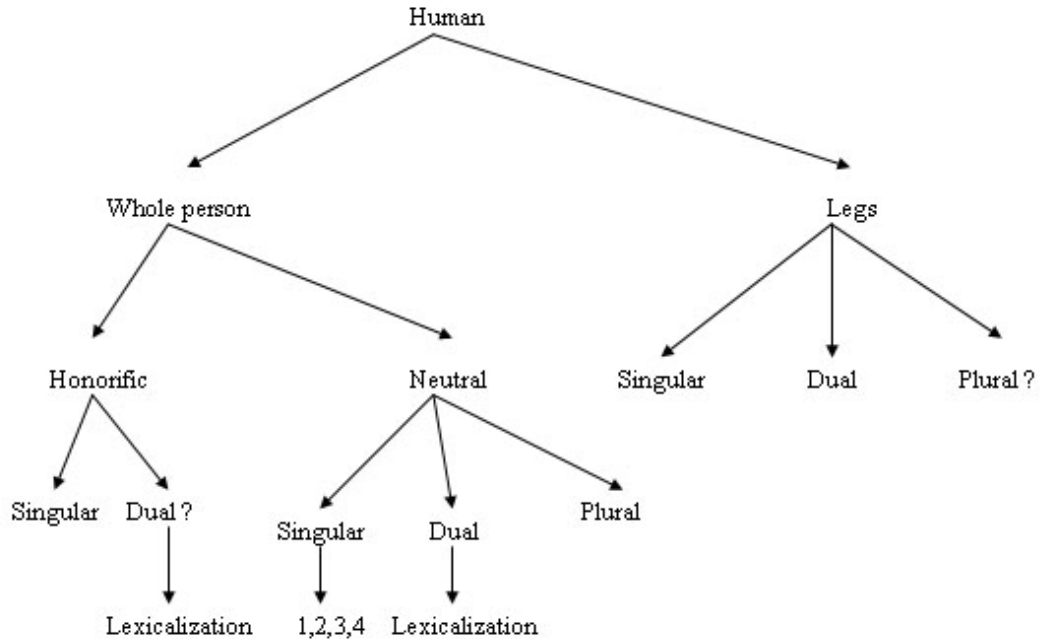 Human
Whole person Legs
Honorific Neutral Singular Dual Plural?
Singular Dual? Singular Dual Plural
Lexicalization 1,2,3,4 Lexicalization